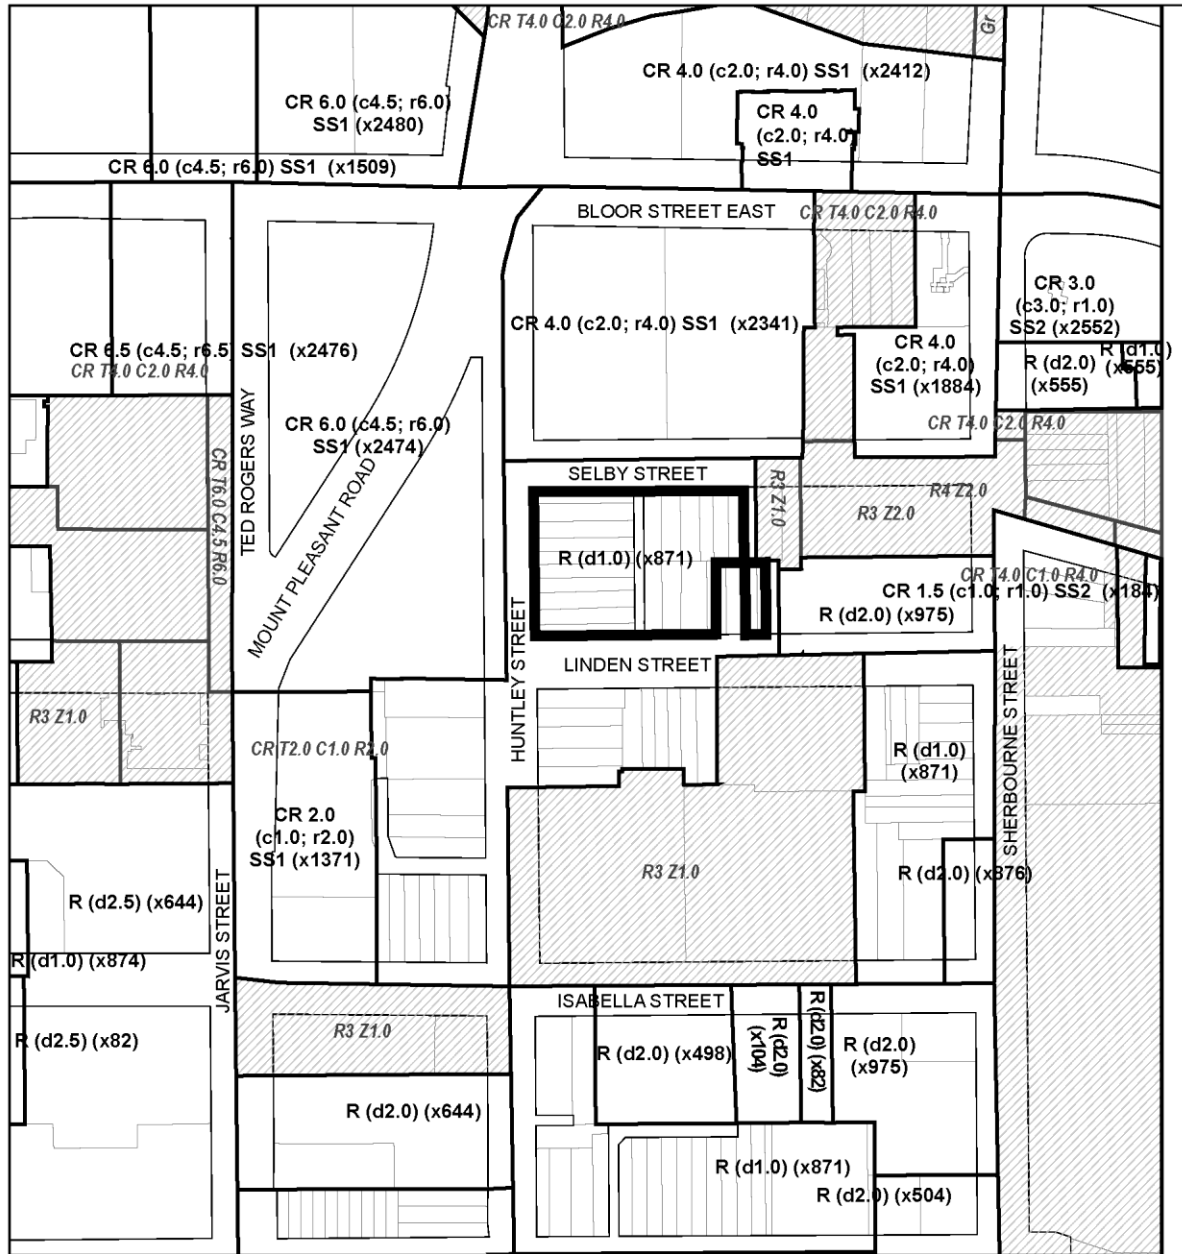 CR T4.0 C2.0 R4.0
Gr
CR 4.0 (c2.0; r4.0) SS1 (x2412)
CR 6.0 (c4.5; r6.0)
SS1 (x2480)
CR 4.0
(c2.0; r4.0)
SS1
CR 6.0 (c4.5; r6.0) SS1 (x1509)
BLOOR STREET EAST
CR T4.0 C2.0 R4.0
CR 3.0
(c3.0; r1.0)
SS2 (x2552)
CR 4.0 (c2.0; r4.0) SS1 (x2341)
CR 4.0
(c2.0; r4.0)
SS1 (x1884)
R (d2.0)
(x555)
R (d1.0)
(x555)
CR 6.5 (c4.5; r6.5) SS1 (x2476)
CR T4.0 C2.0 R4.0
TED ROGERS WAY
CR 6.0 (c4.5; r6.0)
SS1 (x2474)
CR T4.0 C2.0 R4.0
CR T6.0 C4.5 R6.0
MOUNT PLEASANT ROAD
SELBY STREET
R3 Z1.0
R4 Z2.0
R3 Z2.0
R (d1.0) (x871)
CR T4.0 C1.0 R4.0
CR 1.5 (c1.0; r1.0) SS2 (x184)
R (d2.0) (x975)
HUNTLEY STREET
LINDEN STREET
SHERBOURNE STREET
R3 Z1.0
CR T2.0 C1.0 R2.0
R (d1.0)
(x871)
CR 2.0
(c1.0; r2.0)
SS1 (x1371)
R3 Z1.0
R (d2.0) (x876)
R (d2.5) (x644)
JARVIS STREET
R (d1.0) (x874)
ISABELLA STREET
R (d2.5) (x82)
R3 Z1.0
R (d2.0) (x498)
R (d2.0)
(x104)
R (d2.0) (x82)
R (d2.0)
(x975)
R (d2.0) (x644)
R (d1.0) (x871)
R (d2.0) (x504)